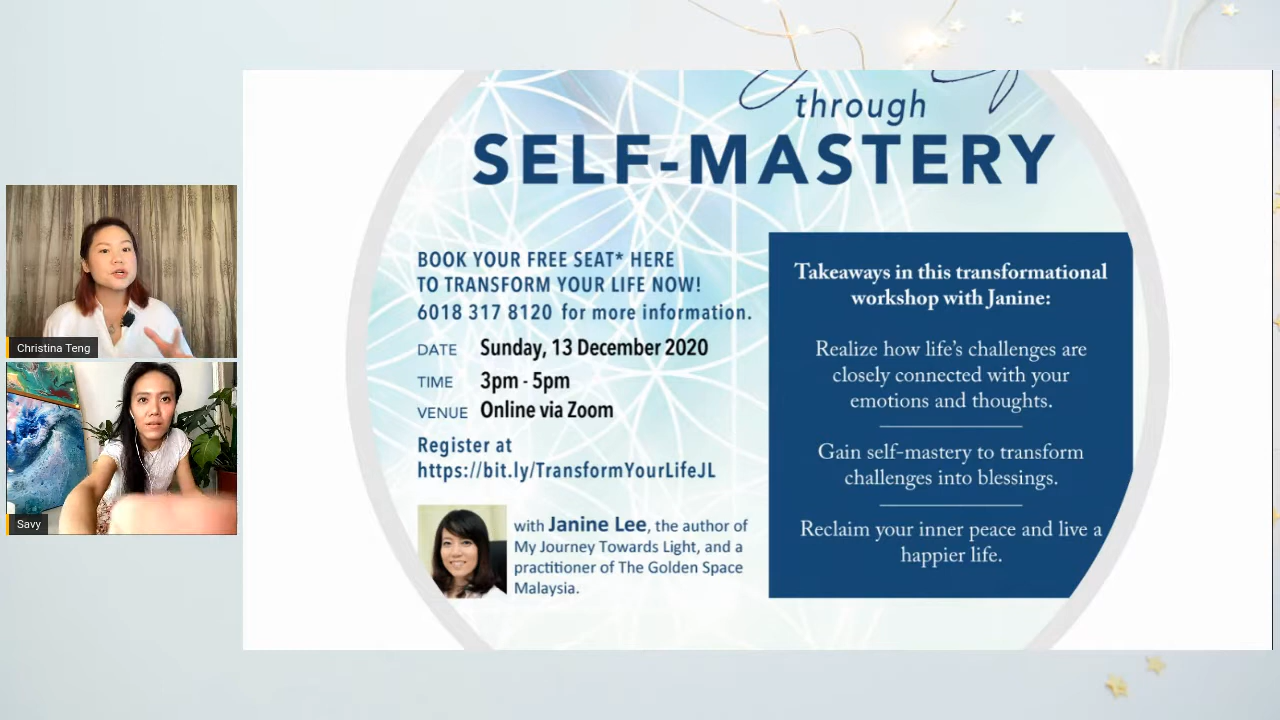 through
SELF-MASTERY
BOOK YOUR FREE SEAT* HERE
TO TRANSFORM YOUR LIFE NOW!
6018 317 8120 for more information.
DATE Sunday, 13 December 2020
TIME 3pm - 5pm
VENUE Online via Zoom
Register at
https://bit.ly/TransformYourLifeJL
with Janine Lee, the author of
My Journey Towards Light, and a
practitioner of The Golden Space
Malaysia.
Takeaways in this transformational
workshop with Janine:
Realize how life's challenges are
closely connected with your
emotions and thoughts.
Gain self-mastery to transform
challenges into blessings.
Reclaim your inner peace and live a
happier life.
Christina Teng
Savy